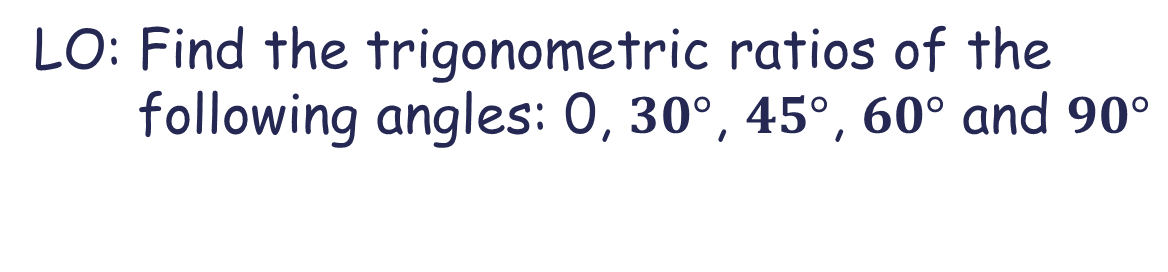 LO: Find the trigonometric ratios of the
following angles: 0, 30°, 45°, 60° and 90°